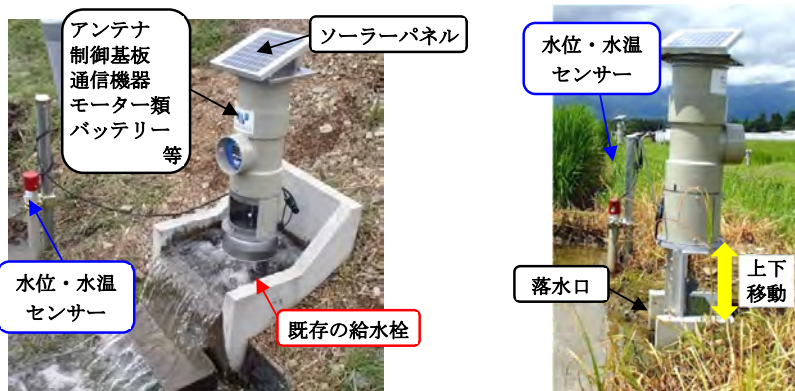 アンテナ
制御基板
通信機器
モーター類
バッテリー
等
ソーラーパネル
水位・水温
センサー
既存の給水栓
水位・水温
センサー
落水口
上下
移動